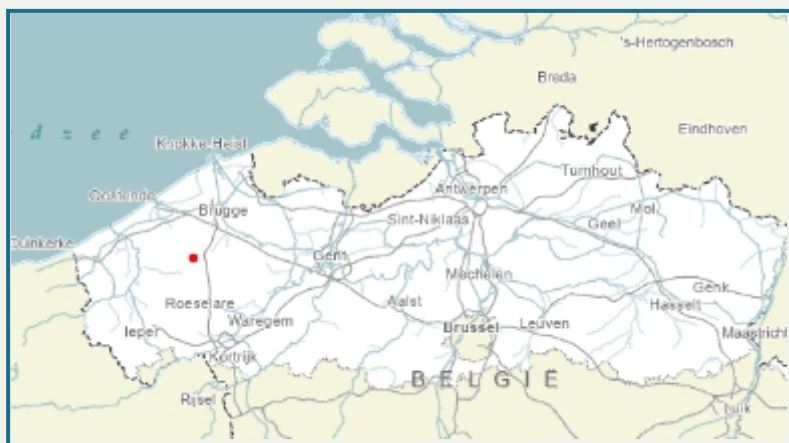 's-Hertogenbosch
Breda
Eindhoven
d z e e
Knokke-Heist
Turnhout
Antwerpen
Oostende
Brugge
Mol
Sint-Niklaas
Geel
Duinkerke
Gent
Mechelen
Genk
Roeselare
Aalst
Hasselt
Waregem
Brussel
Leuven
Ieper
Maastricht
Kortrijk
BELGIË
Rijsel
Luik